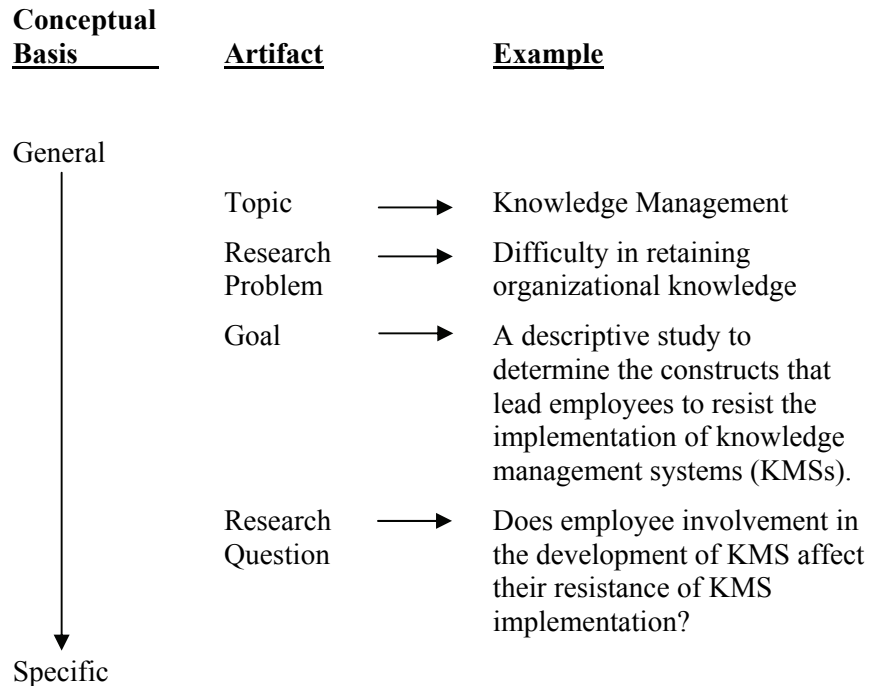 Conceptual
Basis Artifact Example
General
Topic Knowledge Management
Research Difficulty in retaining
Problem organizational knowledge
Goal A descriptive study to
determine the constructs that
lead employees to resist the
implementation of knowledge
management systems (KMSs).
Research Does employee involvement in
Question the development of KMS affect
their resistance of KMS
implementation?
Specific